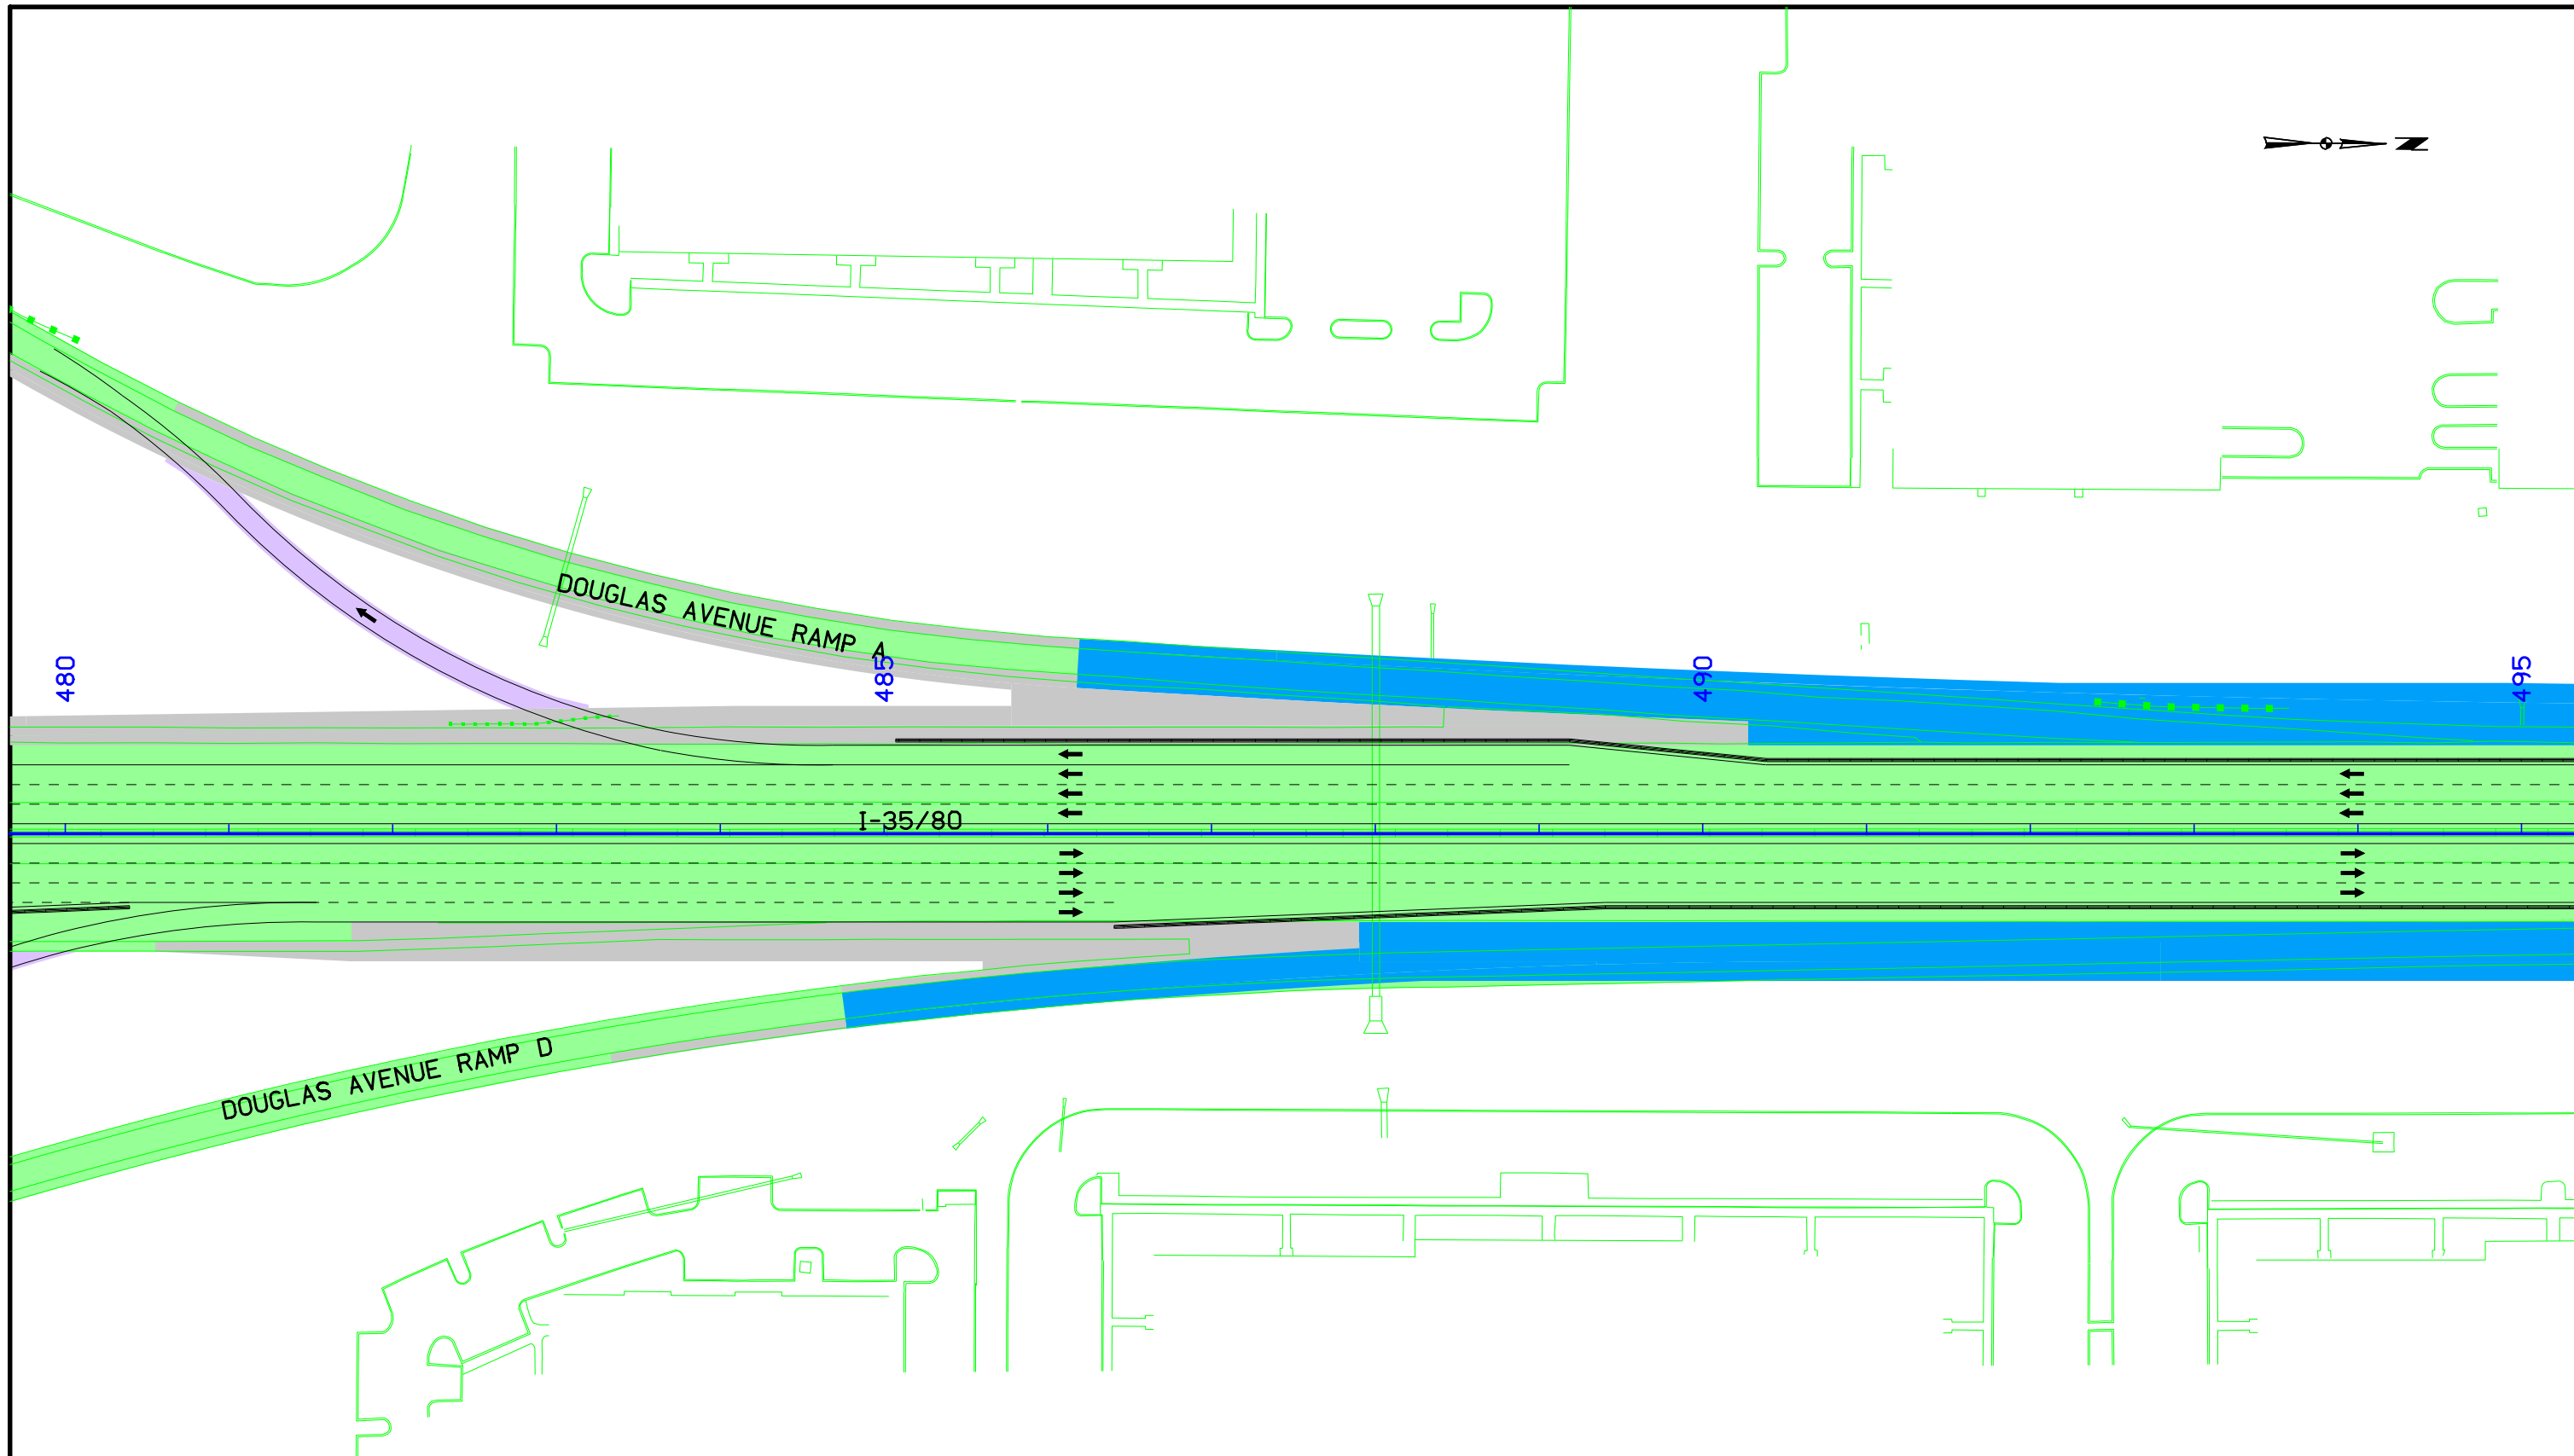 N
DOUGLAS AVENUE RAMP A
480
485
490
495
I-35/80
DOUGLAS AVENUE RAMP D